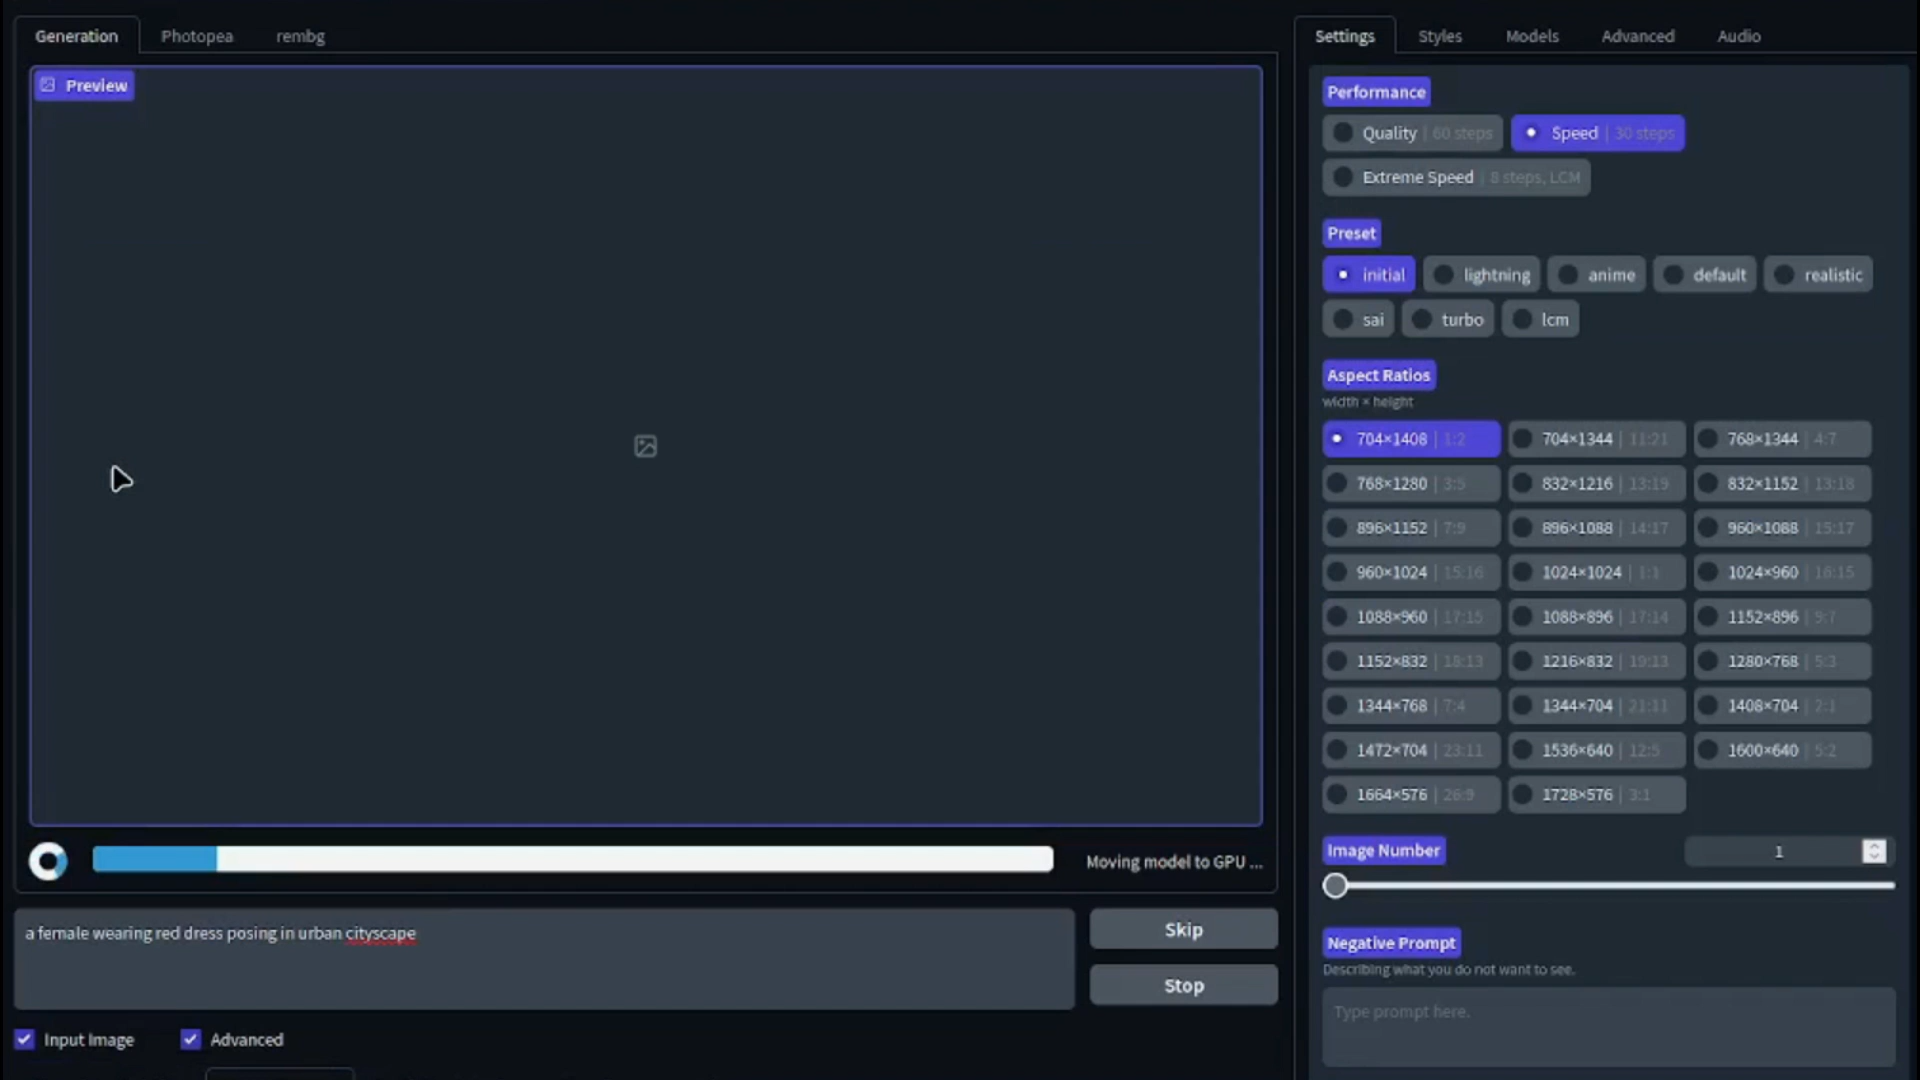 Generation Photopea rembg
Preview
Moving model to GPU ...
a female wearing red dress posing in urban cityscape
Skip
Stop
Input Image Advanced
Settings Styles Models Advanced Audio
Performance
Quality | 60 steps Speed | 30 steps
Extreme Speed | 8 steps, LCM
Preset
initial lightning anime default realistic
sai turbo lcm
Aspect Ratios
width × height
704×1408 | 1:2 704×1344 | 11:21 768×1344 | 4:7
768×1280 | 3:5 832×1216 | 13:19 832×1152 | 13:18
896×1152 | 7:9 896×1088 | 14:17 960×1088 | 15:17
960×1024 | 15:16 1024×1024 | 1:1 1024×960 | 16:15
1088×960 | 17:15 1088×896 | 17:14 1152×896 | 9:7
1152×832 | 18:13 1216×832 | 19:13 1280×768 | 5:3
1344×768 | 7:4 1344×704 | 21:11 1408×704 | 2:1
1472×704 | 23:11 1536×640 | 12:5 1600×640 | 5:2
1664×576 | 26:9 1728×576 | 3:1
Image Number 1
Negative Prompt
Describing what you do not want to see.
Type prompt here.